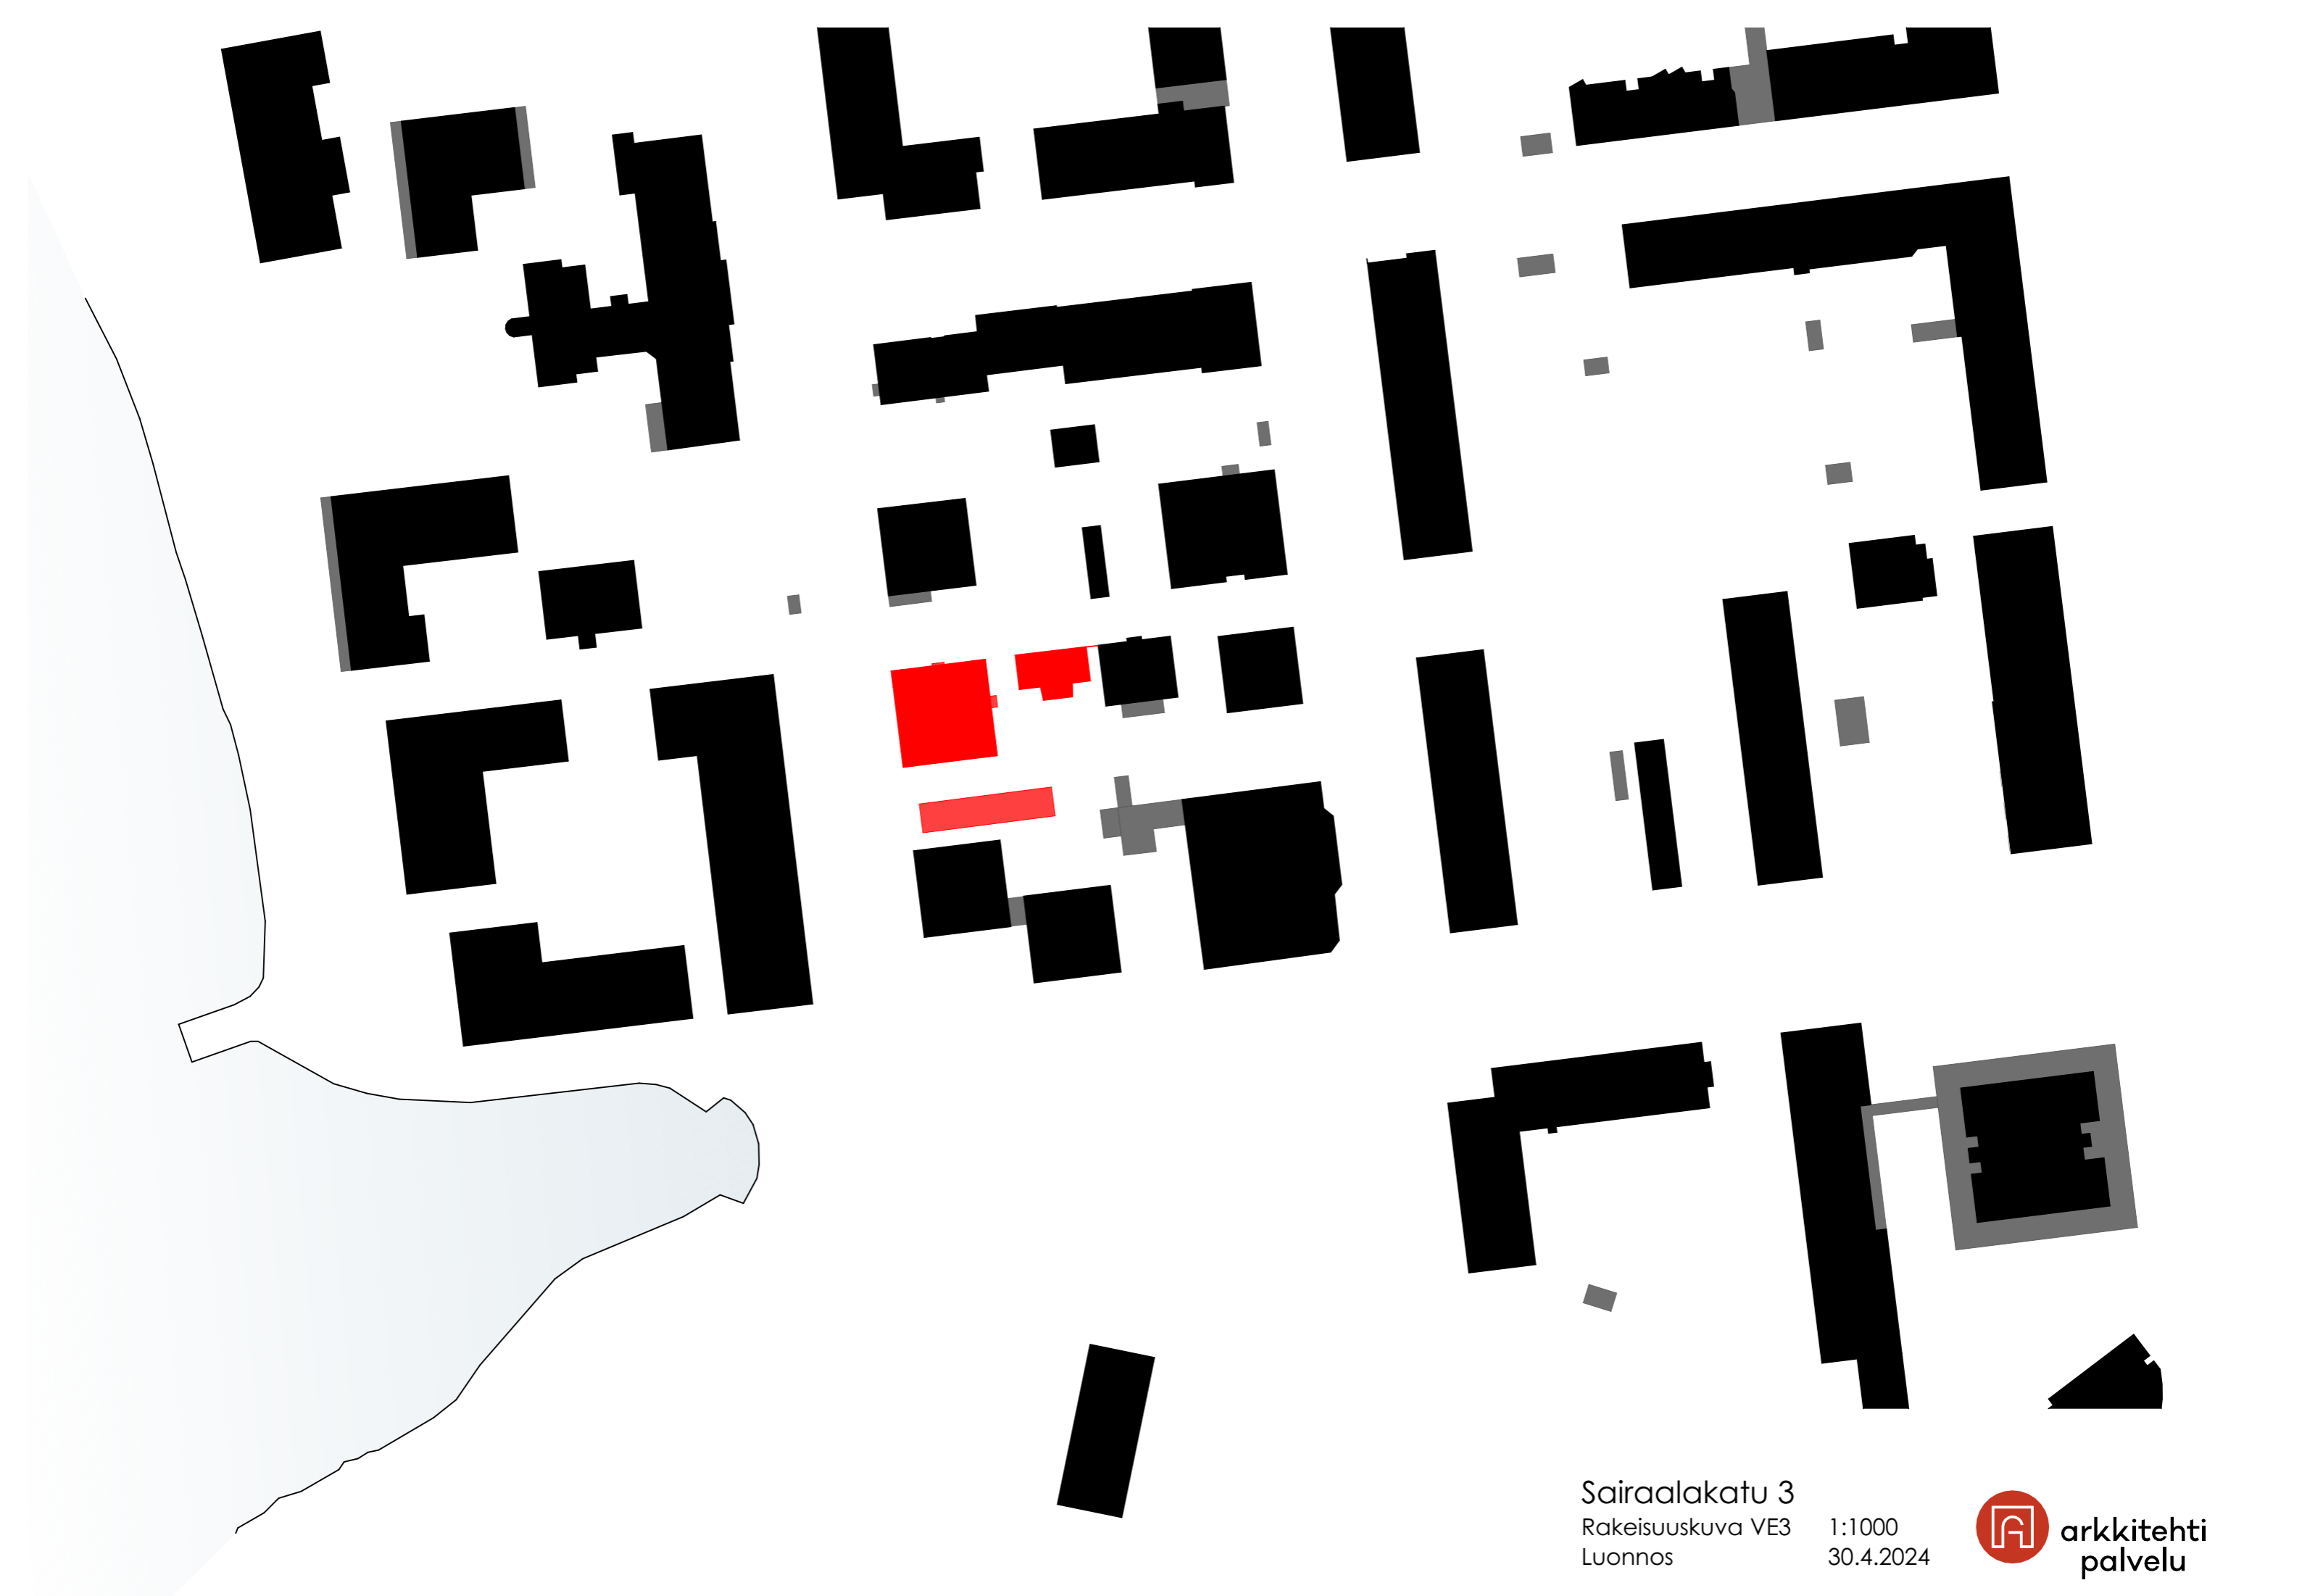 Sairaalakatu 3
Rakeisuuskuva VE3 1:1000
Luonnos 30.4.2024
arkkitehti
palvelu